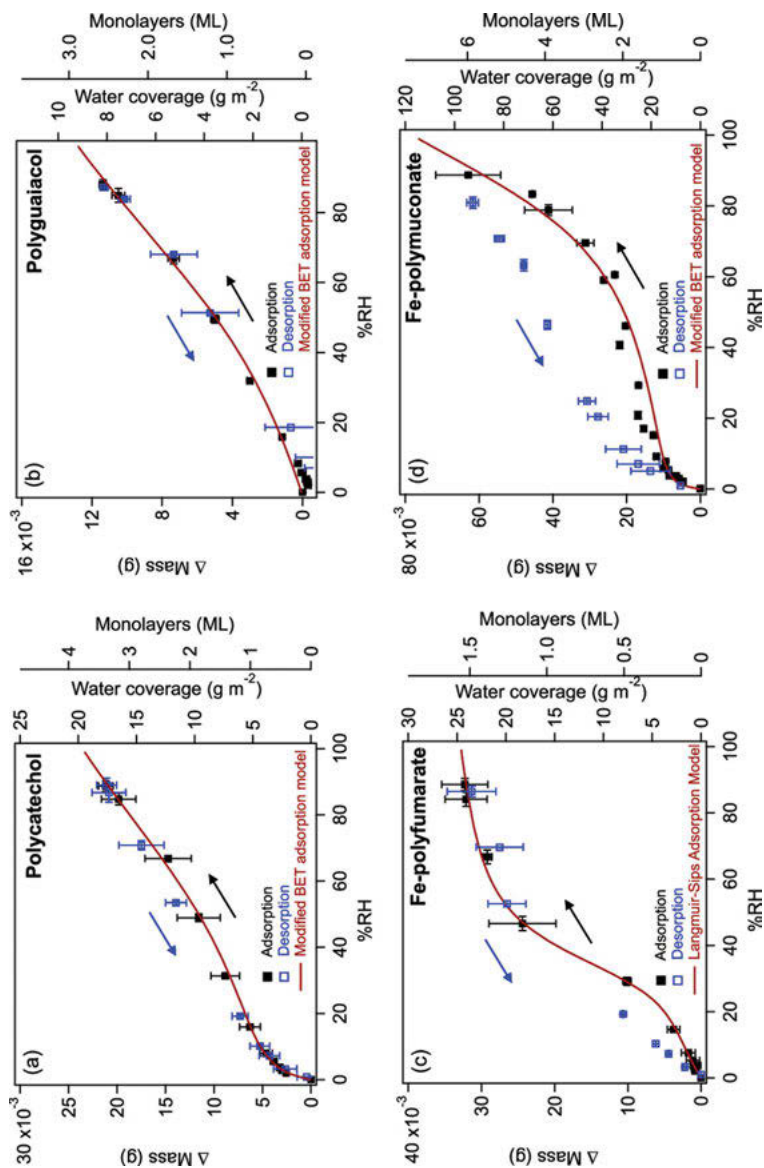 (a)
Polycatechol
30 x10⁻³
20
10
0
Δ Mass (g)
0
20
40
60
80
100
%RH
25
20
15
10
5
0
Water coverage (g m⁻²)
4
3
2
1
0
Monolayers (ML)
Adsorption
Desorption
Modified BET adsorption model
(b)
Polyguaiacol
16 x10⁻³
12
8
4
0
Δ Mass (g)
0
20
40
60
80
%RH
10
8
6
4
2
0
Water coverage (g m⁻²)
3.0
2.0
1.0
0
Monolayers (ML)
Adsorption
Desorption
Modified BET adsorption model
(c)
Fe-polyfumarate
40 x10⁻³
30
20
10
0
Δ Mass (g)
0
20
40
60
80
100
%RH
25
20
15
10
5
0
Water coverage (g m⁻²)
1.5
1.0
0.5
0
Monolayers (ML)
Adsorption
Desorption
Langmuir-Sips Adsorption Model
(d)
Fe-polymuconate
80 x10⁻³
60
40
20
0
Δ Mass (g)
0
20
40
60
80
100
%RH
120
100
80
60
40
20
0
Water coverage (g m⁻²)
6
4
2
0
Monolayers (ML)
Adsorption
Desorption
Modified BET adsorption model